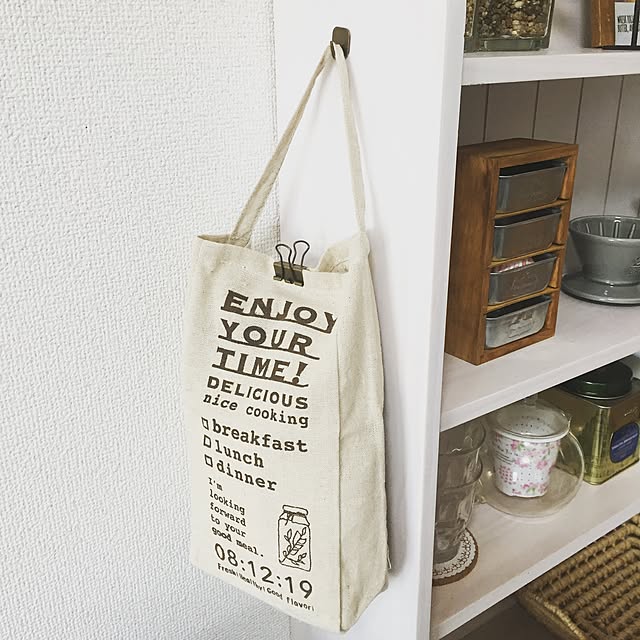 ENJOY
YOUR
TIME!
DELICIOUS
nice cooking
breakfast
lunch
dinner
I'm
looking
forward
to your
good meal.
08:12:19
Fresh! Healthy! Good flavor!